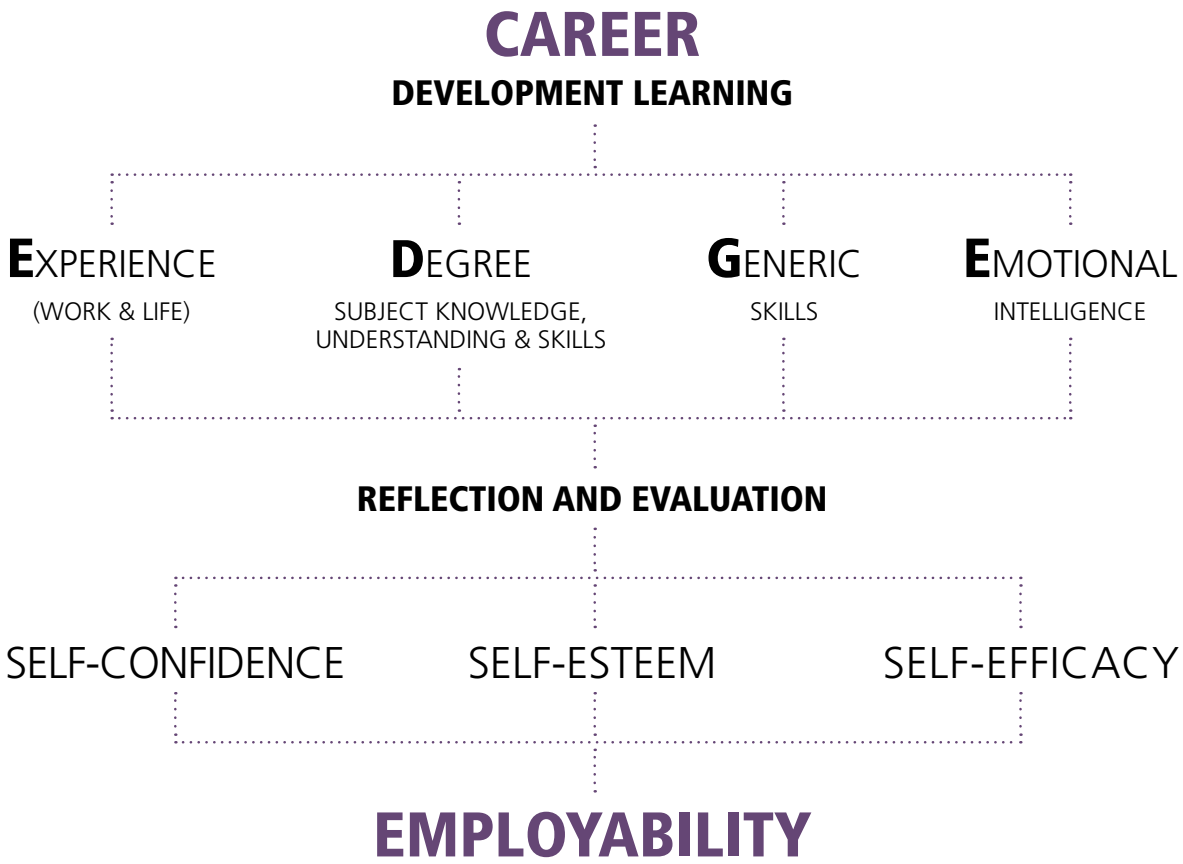 CAREER
DEVELOPMENT LEARNING
EXPERIENCE
(WORK & LIFE)
DEGREE
SUBJECT KNOWLEDGE,
UNDERSTANDING & SKILLS
GENERIC
SKILLS
EMOTIONAL
INTELLIGENCE
REFLECTION AND EVALUATION
SELF-CONFIDENCE
SELF-ESTEEM
SELF-EFFICACY
EMPLOYABILITY